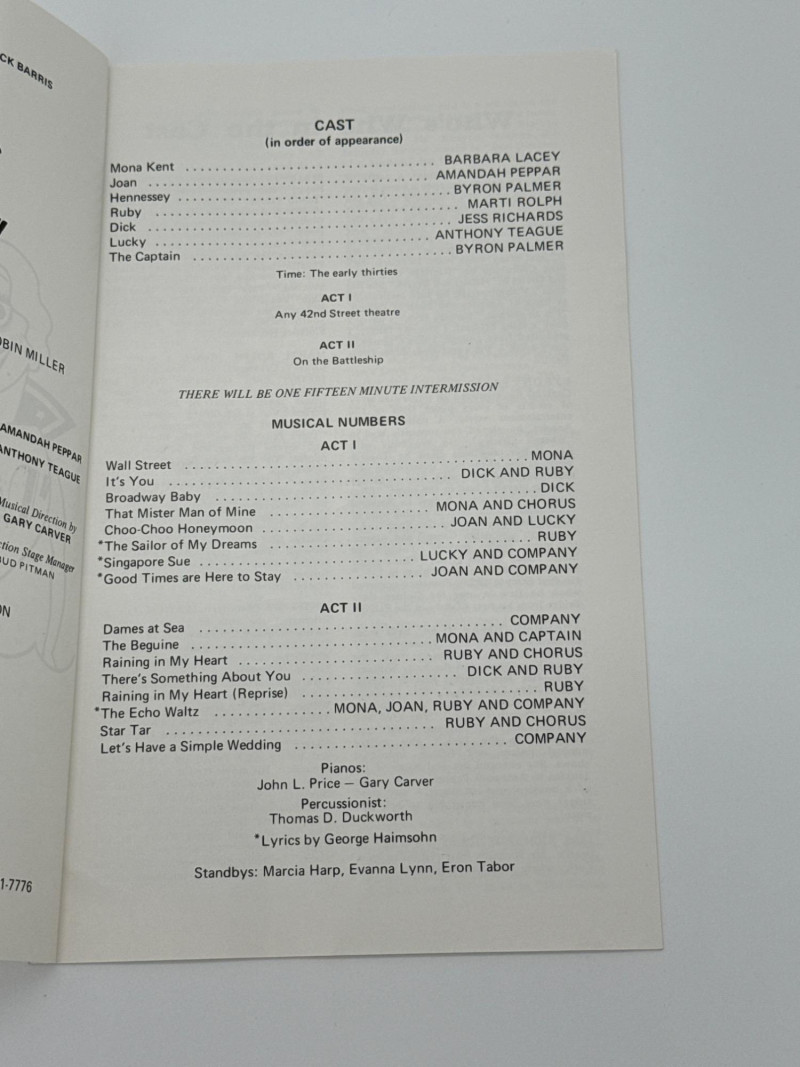 CK BARRIS
OBIN MILLER
AMANDAH PEPPAR
ANTHONY TEAGUE
Musical Direction by
GARY CARVER
ction Stage Manager
UD PITMAN
ON
1-7776
CAST
(in order of appearance)
Mona Kent . . . . . . . . . . . . . . . . . . . . BARBARA LACEY
Joan . . . . . . . . . . . . . . . . . . . . AMANDAH PEPPAR
Hennessey . . . . . . . . . . . . . . . . . . . . BYRON PALMER
Ruby . . . . . . . . . . . . . . . . . . . . MARTI ROLPH
Dick . . . . . . . . . . . . . . . . . . . . JESS RICHARDS
Lucky . . . . . . . . . . . . . . . . . . . . ANTHONY TEAGUE
The Captain . . . . . . . . . . . . . . . . . . . . BYRON PALMER
Time: The early thirties
ACT I
Any 42nd Street theatre
ACT II
On the Battleship
THERE WILL BE ONE FIFTEEN MINUTE INTERMISSION
MUSICAL NUMBERS
ACT I
Wall Street . . . . . . . . . . . . . . . . . . . . MONA
It's You . . . . . . . . . . . . . . . . . . . . DICK AND RUBY
Broadway Baby . . . . . . . . . . . . . . . . . . . . DICK
That Mister Man of Mine . . . . . . . . . . . . . . . . MONA AND CHORUS
Choo-Choo Honeymoon . . . . . . . . . . . . . . . . JOAN AND LUCKY
*The Sailor of My Dreams . . . . . . . . . . . . . . . . . . . . RUBY
*Singapore Sue . . . . . . . . . . . . . . . . . . . . LUCKY AND COMPANY
*Good Times are Here to Stay . . . . . . . . . . . . . . JOAN AND COMPANY
ACT II
Dames at Sea . . . . . . . . . . . . . . . . . . . . COMPANY
The Beguine . . . . . . . . . . . . . . . . . . . . MONA AND CAPTAIN
Raining in My Heart . . . . . . . . . . . . . . . . . . RUBY AND CHORUS
There's Something About You . . . . . . . . . . . . . . . . DICK AND RUBY
Raining in My Heart (Reprise) . . . . . . . . . . . . . . . . . . . . RUBY
*The Echo Waltz . . . . . . . . . . . . . . MONA, JOAN, RUBY AND COMPANY
Star Tar . . . . . . . . . . . . . . . . . . . . RUBY AND CHORUS
Let's Have a Simple Wedding . . . . . . . . . . . . . . . . . . . . COMPANY
Pianos:
John L. Price – Gary Carver
Percussionist:
Thomas D. Duckworth
*Lyrics by George Haimsohn
Standbys: Marcia Harp, Evanna Lynn, Eron Tabor